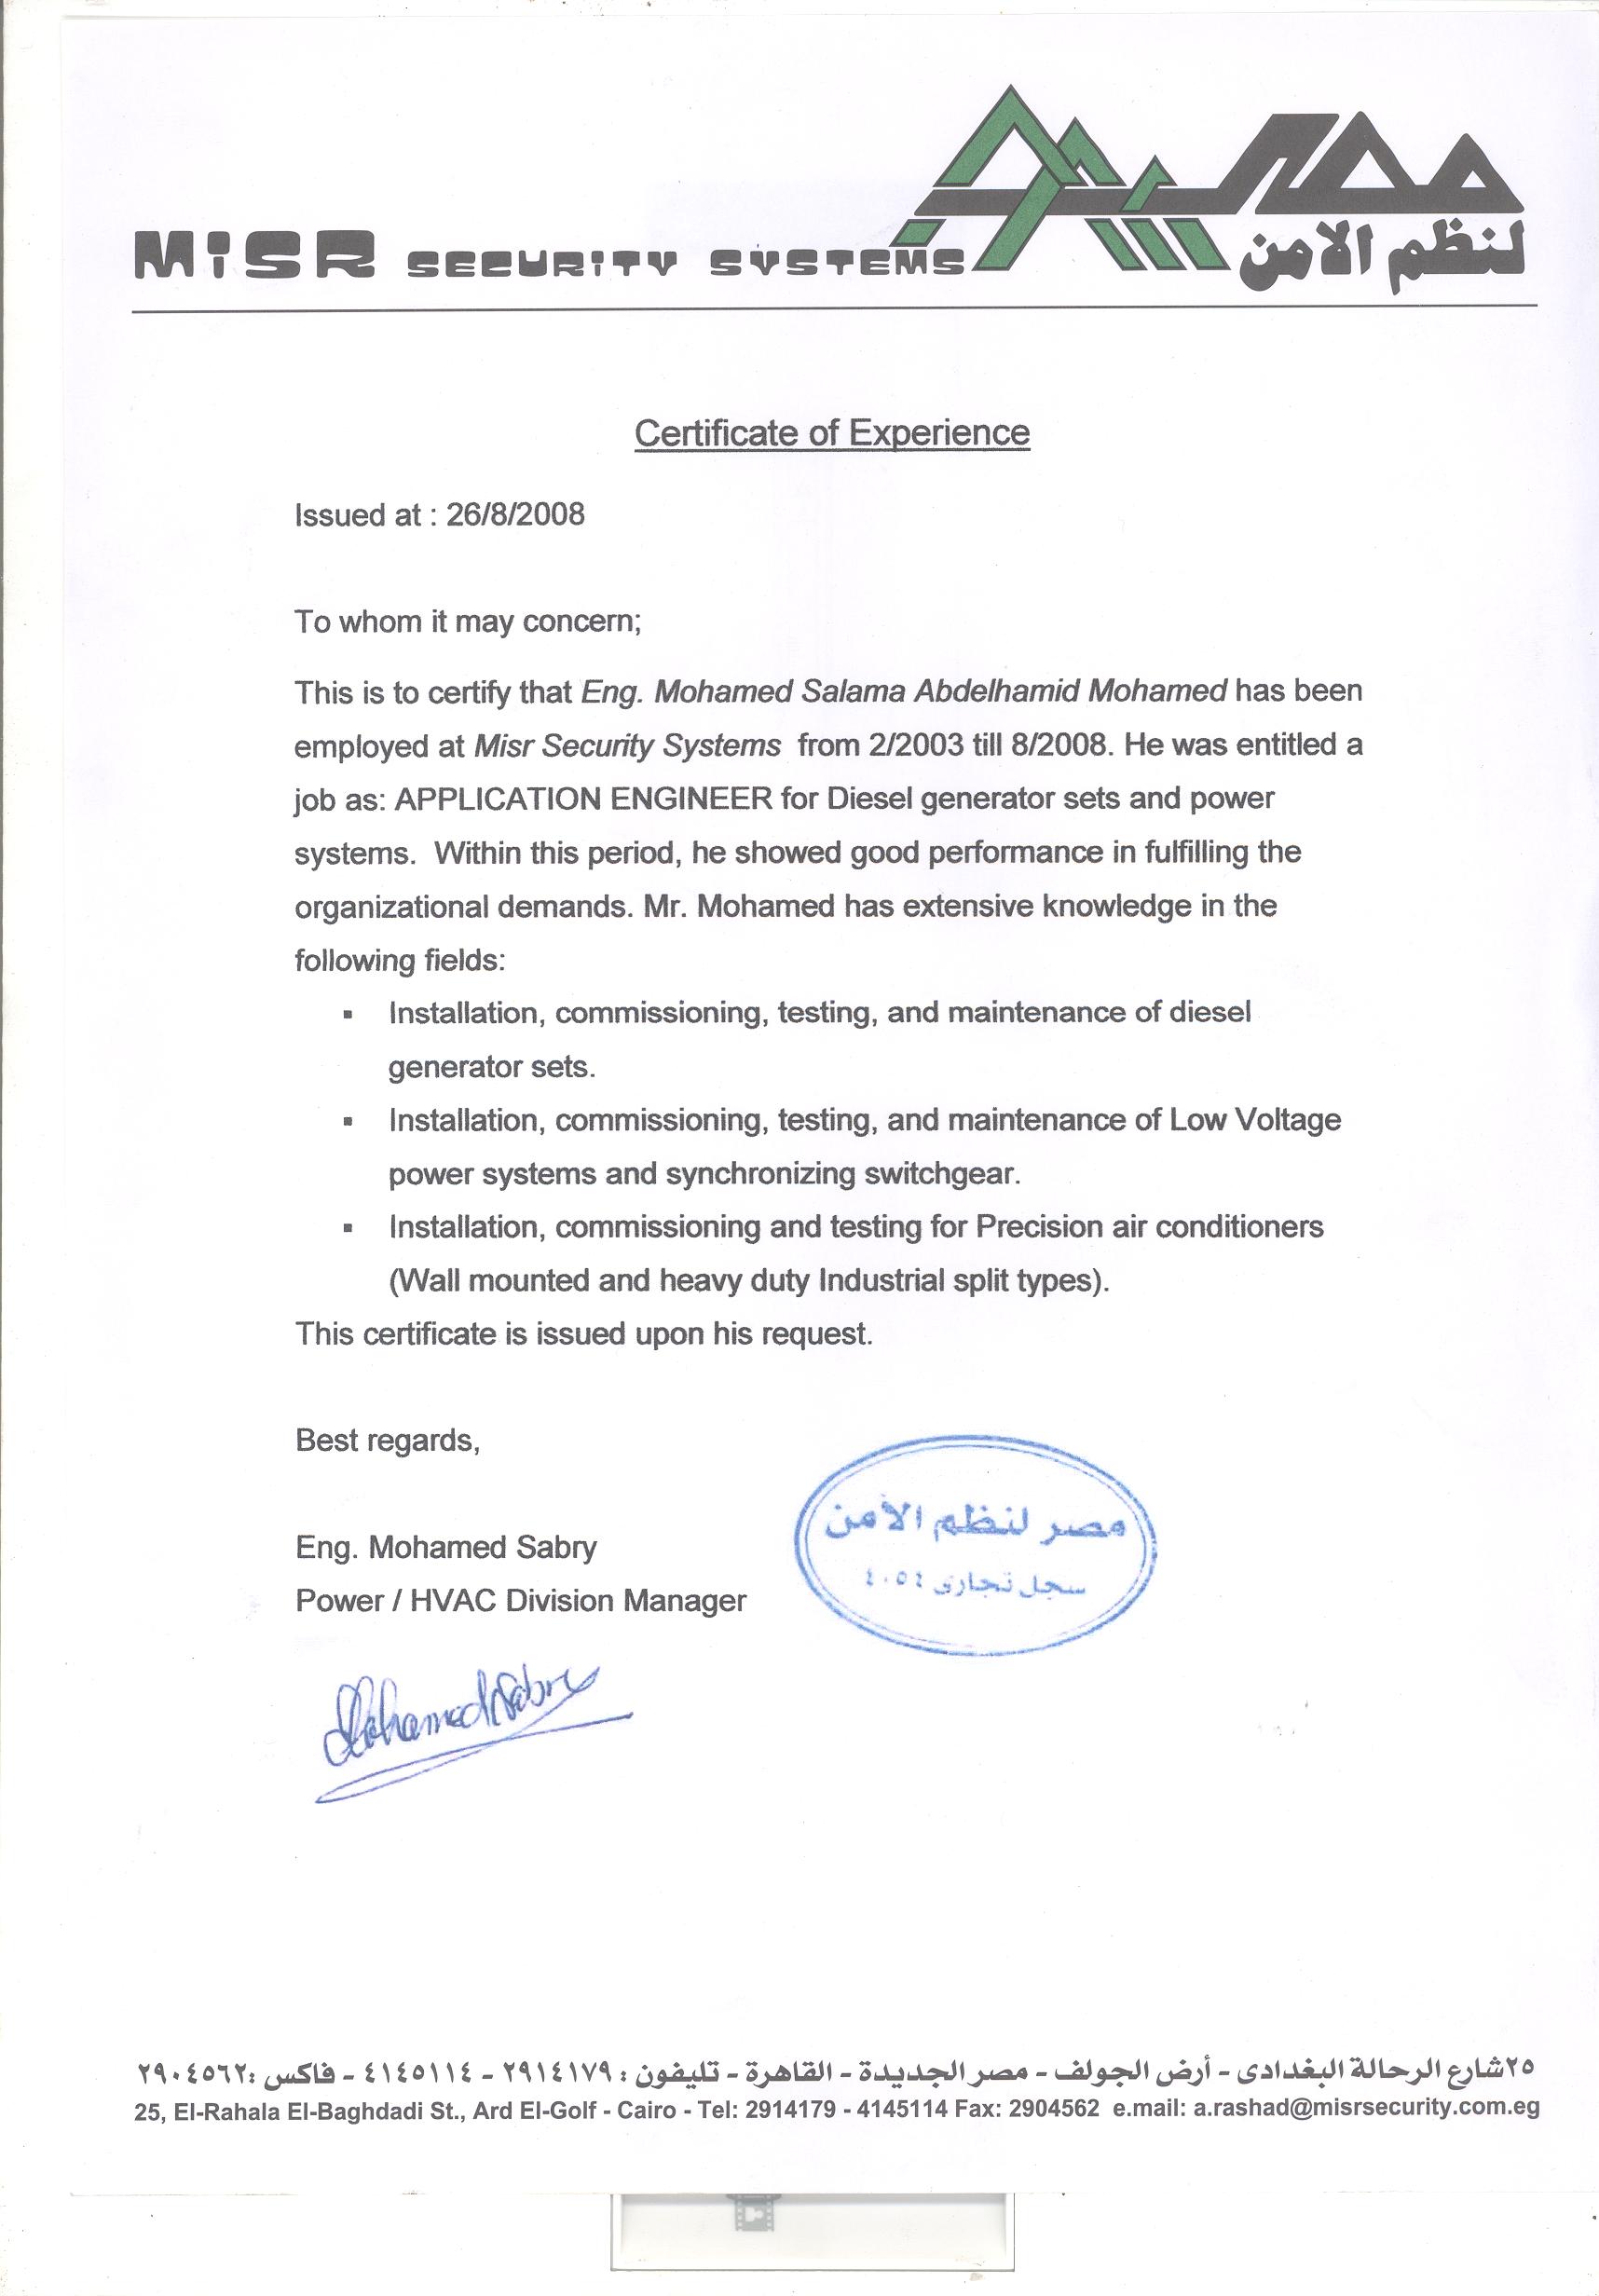 مصر
لنظم الامن
MiSR SECURITY SYSTEMS
Certificate of Experience
Issued at : 26/8/2008
To whom it may concern;
This is to certify that Eng. Mohamed Salama Abdelhamid Mohamed has been
employed at Misr Security Systems from 2/2003 till 8/2008. He was entitled a
job as: APPLICATION ENGINEER for Diesel generator sets and power
systems. Within this period, he showed good performance in fulfilling the
organizational demands. Mr. Mohamed has extensive knowledge in the
following fields:
▪ Installation, commissioning, testing, and maintenance of diesel
generator sets.
▪ Installation, commissioning, testing, and maintenance of Low Voltage
power systems and synchronizing switchgear.
▪ Installation, commissioning and testing for Precision air conditioners
(Wall mounted and heavy duty Industrial split types).
This certificate is issued upon his request.
Best regards,
Eng. Mohamed Sabry
Power / HVAC Division Manager
مصر لنظم الأمن
سجل تجارى ٤٠٥٤
Mohamed Sabry
٢٥شارع الرحالة البغدادى - أرض الجولف - مصر الجديدة - القاهرة - تليفون : ٢٩١٤١٧٩ - ٤١٤٥١١٤ - فاكس :٢٩٠٤٥٦٢
25, El-Rahala El-Baghdadi St., Ard El-Golf - Cairo - Tel: 2914179 - 4145114 Fax: 2904562 e.mail: a.rashad@misrsecurity.com.eg